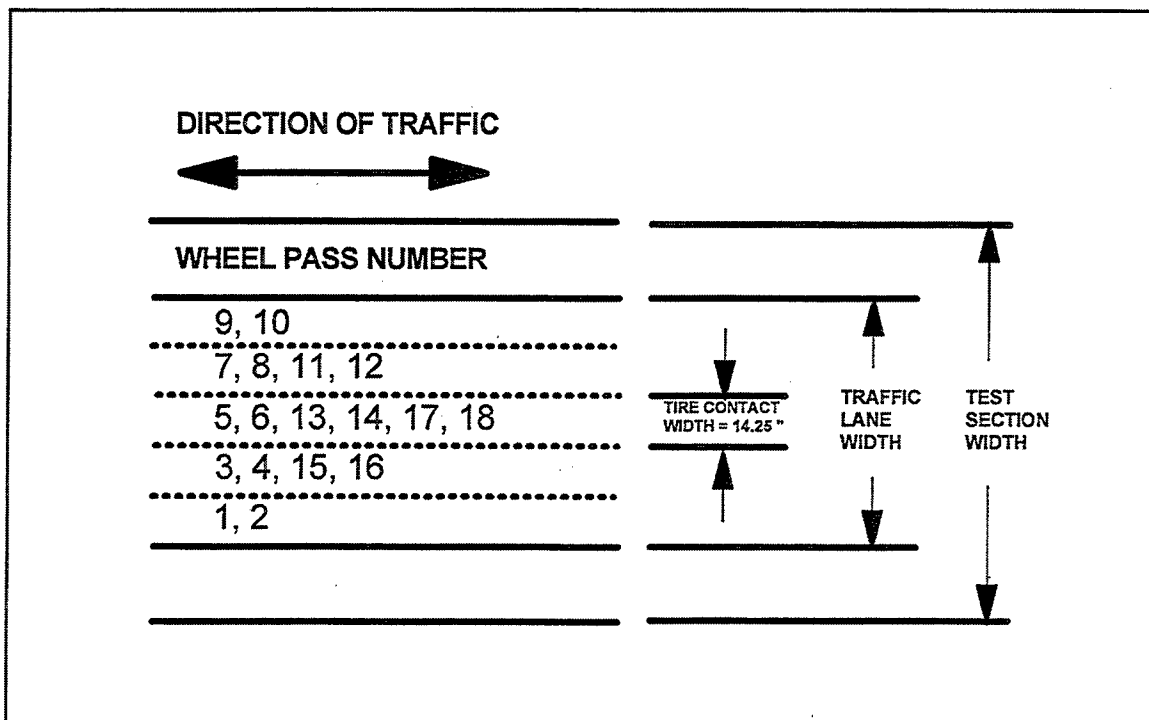 DIRECTION OF TRAFFIC
WHEEL PASS NUMBER
9, 10
7, 8, 11, 12
5, 6, 13, 14, 17, 18
3, 4, 15, 16
1, 2
TIRE CONTACT
WIDTH = 14.25 "
TRAFFIC
LANE
WIDTH
TEST
SECTION
WIDTH